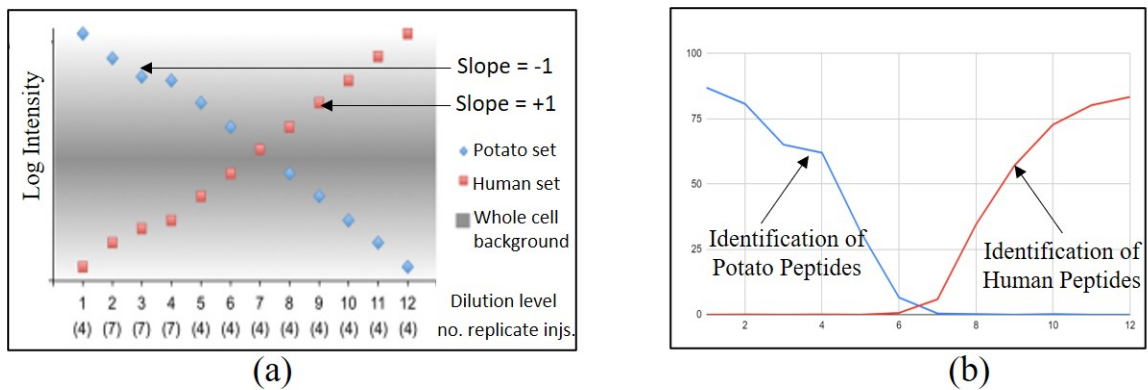 Log Intensity
Slope = -1
Slope = +1
Potato set
Human set
Whole cell
background
1 2 3 4 5 6 7 8 9 10 11 12 Dilution level
(4) (7) (7) (7) (4) (4) (4) (4) (4) (4) (4) (4) no. replicate injs.
(a)
100
75
50
25
0
Identification of
Potato Peptides
Identification of
Human Peptides
2 4 6 8 10 12
(b)